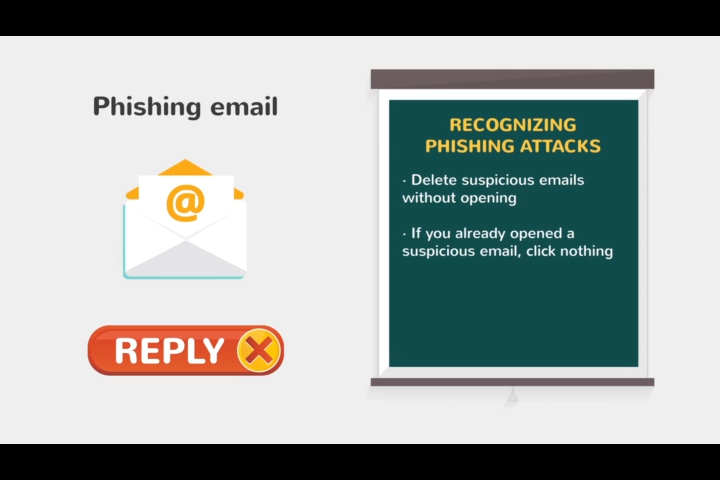 Phishing email
@
REPLY
RECOGNIZING
PHISHING ATTACKS
· Delete suspicious emails
without opening
· If you already opened a
suspicious email, click nothing